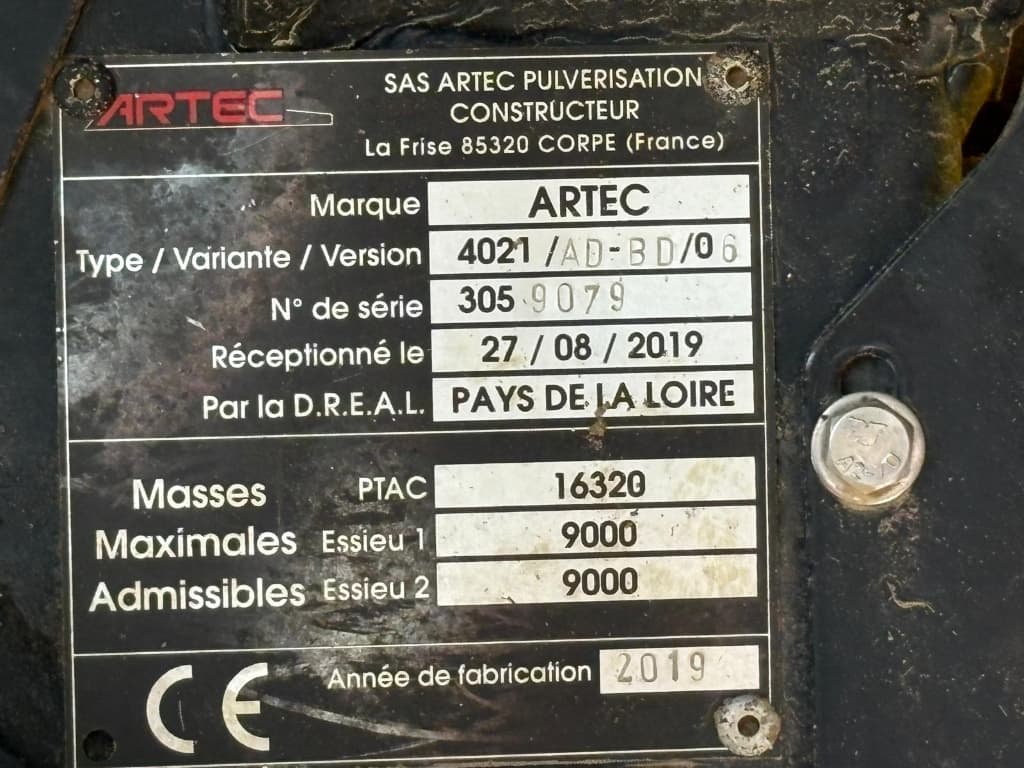 ARTEC
SAS ARTEC PULVERISATION
CONSTRUCTEUR
La Frise 85320 CORPE (France)
Marque ARTEC
Type / Variante / Version 4021 /AD-BD/06
N° de série 305 9079
Réceptionné le 27 / 08 / 2019
Par la D.R.E.A.L. PAYS DE LA LOIRE
Masses PTAC 16320
Maximales Essieu 1 9000
Admissibles Essieu 2 9000
CE Année de fabrication 2019